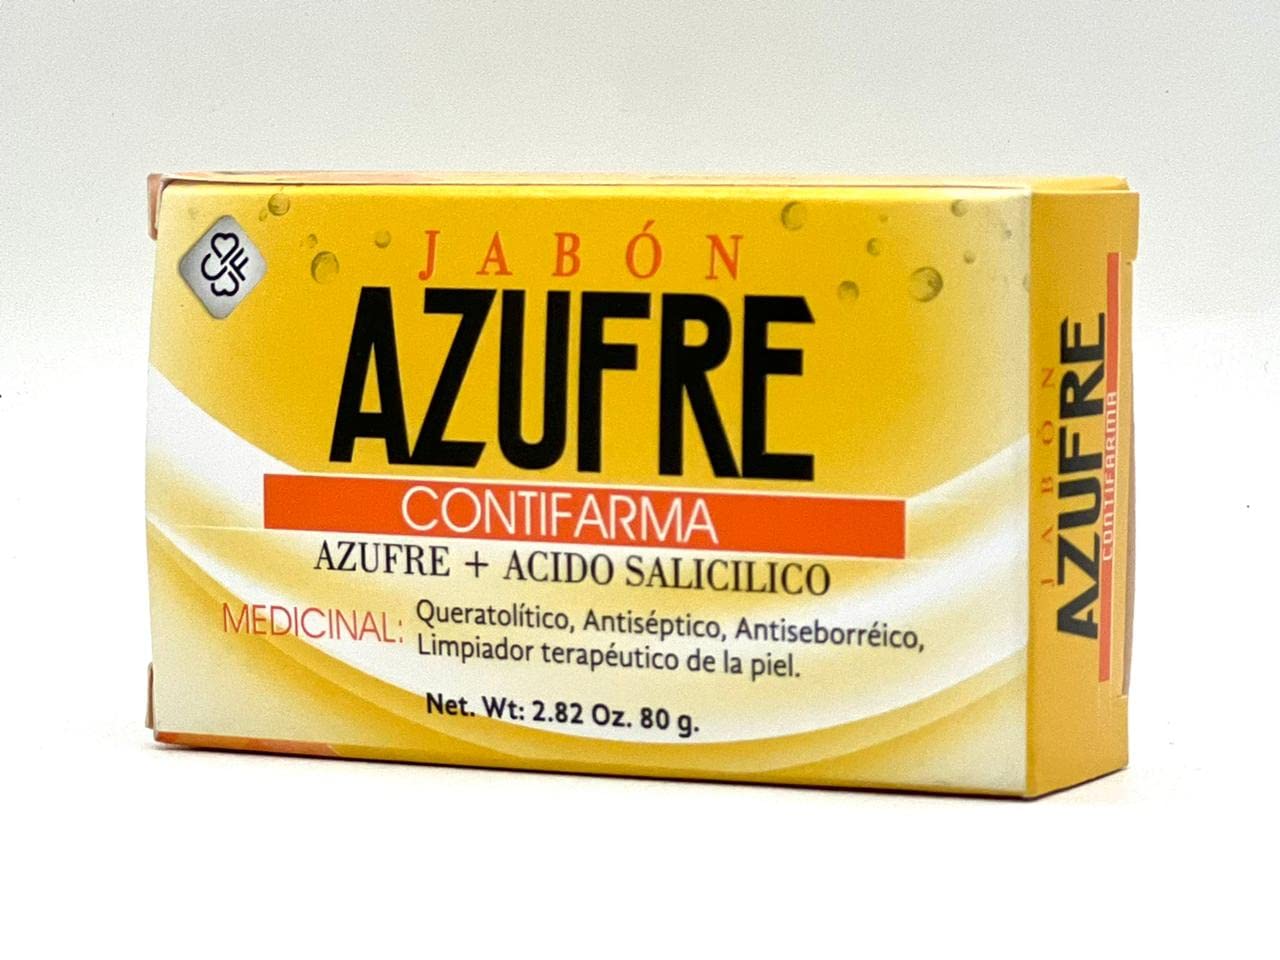 JABÓN
AZUFRE
CONTIFARMA
AZUFRE + ACIDO SALICILICO
MEDICINAL: Queratolítico, Antiséptico, Antiseborréico,
Limpiador terapéutico de la piel.
Net. Wt: 2.82 Oz. 80 g.
JABÓN
AZUFRE
CONTIFARMA